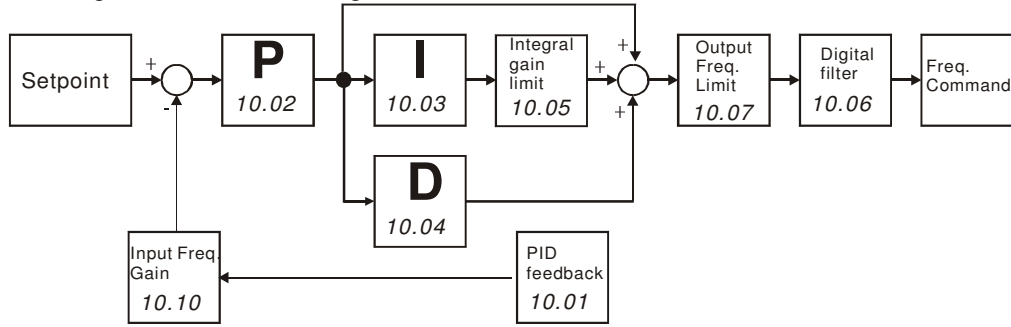 Setpoint
+
-
P
10.02
I
10.03
Integral
gain
limit
10.05
+
+
+
Output
Freq.
Limit
10.07
Digital
filter
10.06
Freq.
Command
D
10.04
Input Freq.
Gain
10.10
PID
feedback
10.01